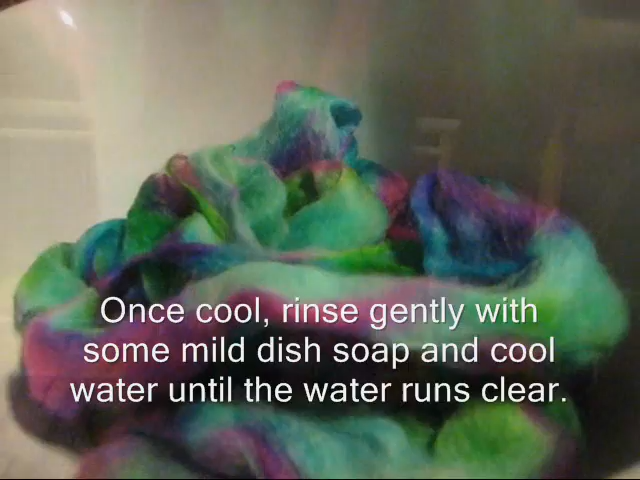 Once cool, rinse gently with
some mild dish soap and cool
water until the water runs clear.